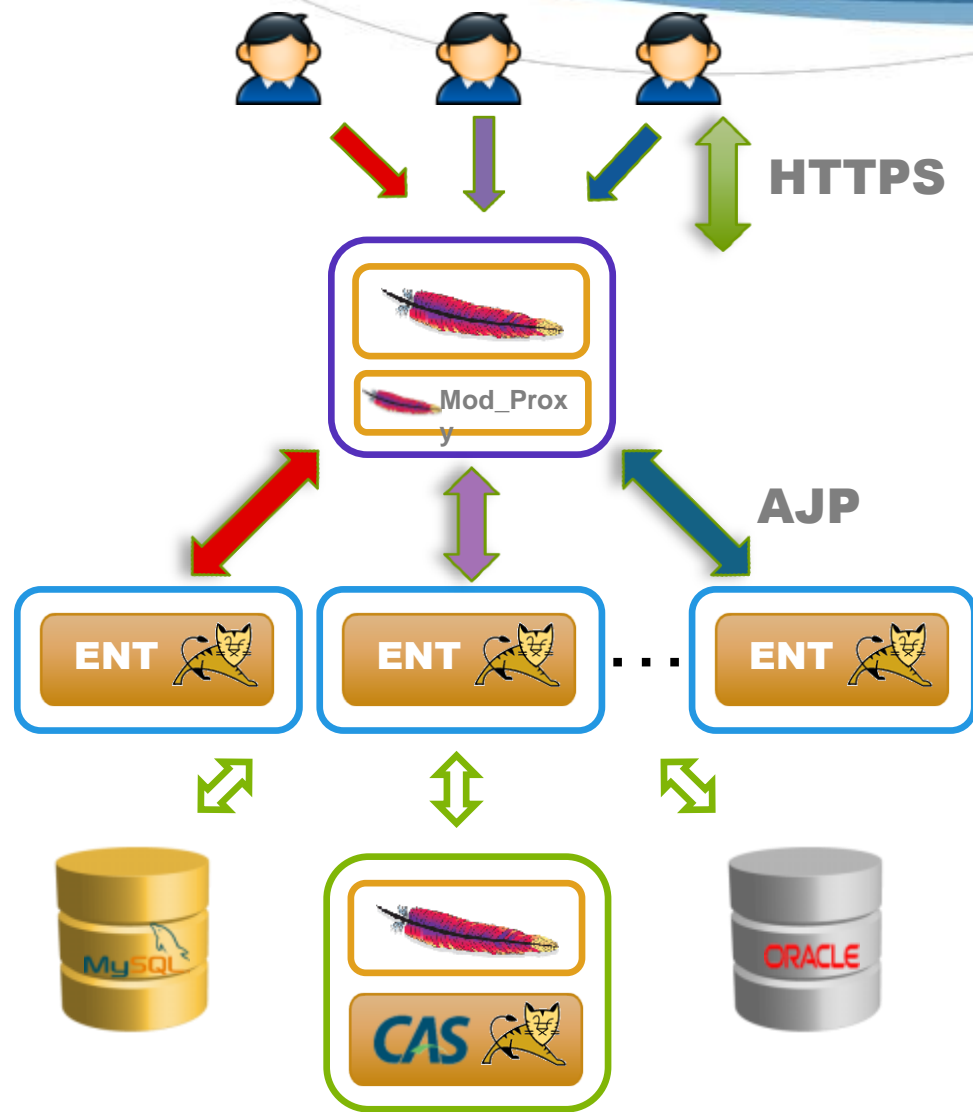 HTTPS
Mod_Prox
y
AJP
ENT
ENT
...
ENT
MySQL
ORACLE
CAS